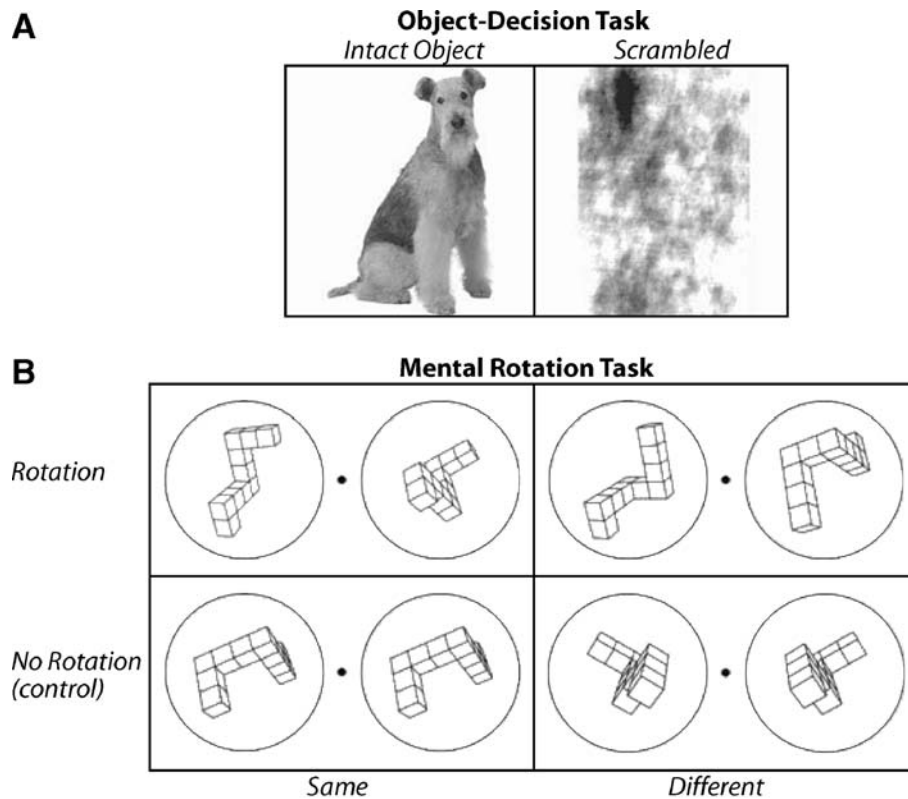 A
Object-Decision Task
Intact Object Scrambled
B
Mental Rotation Task
Rotation
No Rotation
(control)
Same Different